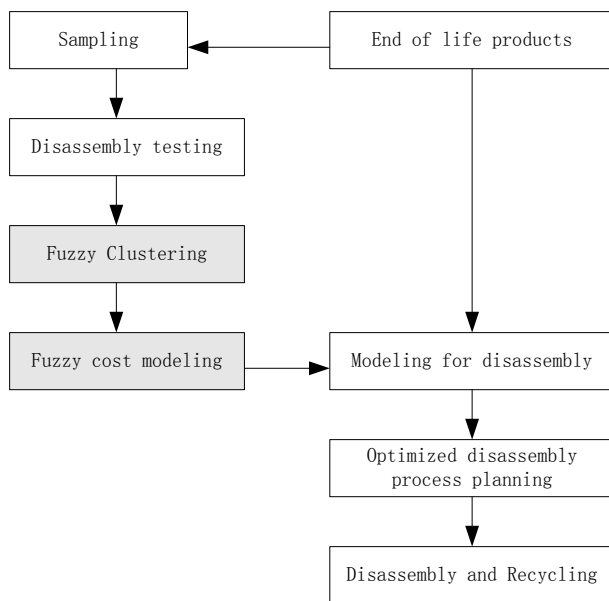 Sampling
End of life products
Disassembly testing
Fuzzy Clustering
Fuzzy cost modeling
Modeling for disassembly
Optimized disassembly
process planning
Disassembly and Recycling